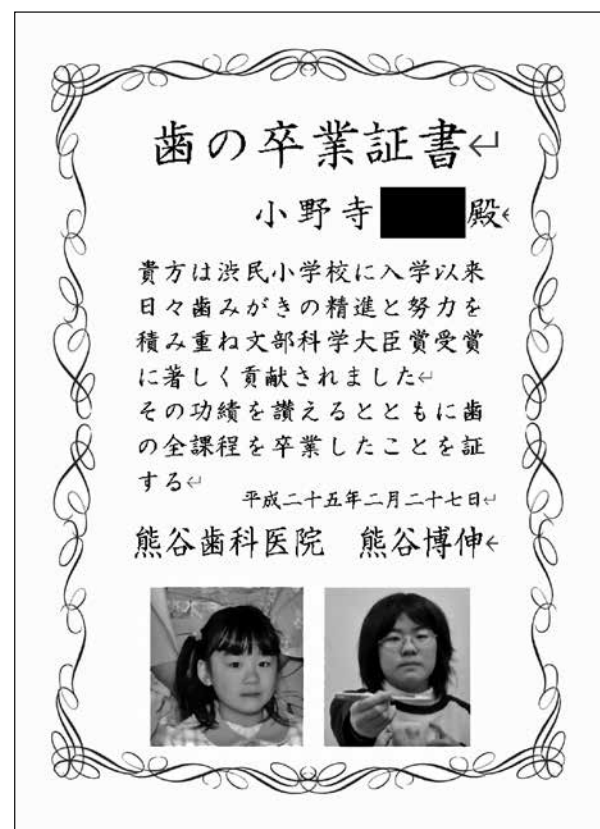 歯の卒業証書↵
小野寺 殿↵
貴方は渋民小学校に入学以来
日々歯みがきの精進と努力を
積み重ね文部科学大臣賞受賞
に著しく貢献されました↵
その功績を讃えるとともに歯
の全課程を卒業したことを証
する↵
平成二十五年二月二十七日↵
熊谷歯科医院　熊谷博伸↵